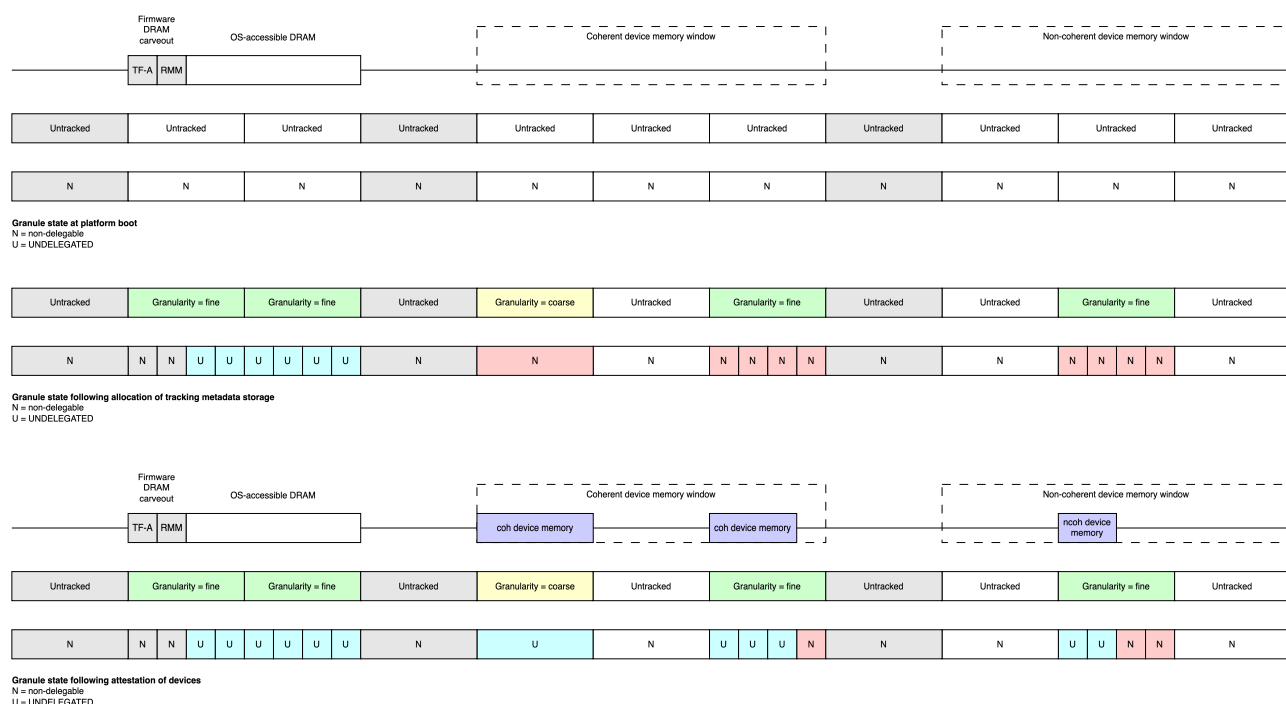 Firmware
DRAM
carveout
OS-accessible DRAM
Coherent device memory window
Non-coherent device memory window
TF-A RMM
Untracked Untracked Untracked Untracked Untracked Untracked Untracked Untracked Untracked Untracked Untracked
N N N N N N N N N N N
Granule state at platform boot
N = non-delegable
U = UNDELEGATED
Untracked Granularity = fine Granularity = fine Untracked Granularity = coarse Untracked Granularity = fine Untracked Untracked Granularity = fine Untracked
N N N U U U U U U N N N N N N N N N N N N N N
Granule state following allocation of tracking metadata storage
N = non-delegable
U = UNDELEGATED
Firmware
DRAM
carveout
OS-accessible DRAM
Coherent device memory window
Non-coherent device memory window
TF-A RMM
coh device memory
coh device memory
ncoh device
memory
Untracked Granularity = fine Granularity = fine Untracked Granularity = coarse Untracked Granularity = fine Untracked Untracked Granularity = fine Untracked
N N N U U U U U U N U N U U U N N N U U N N N
Granule state following attestation of devices
N = non-delegable
U = UNDELEGATED